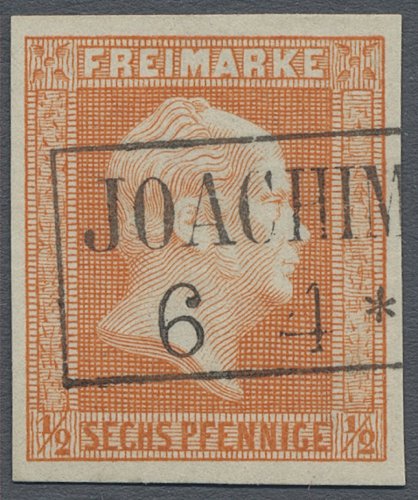 FREIMARKE
JOACHIM
6 4 *
1/2 SECHS PFENNIGE 1/2